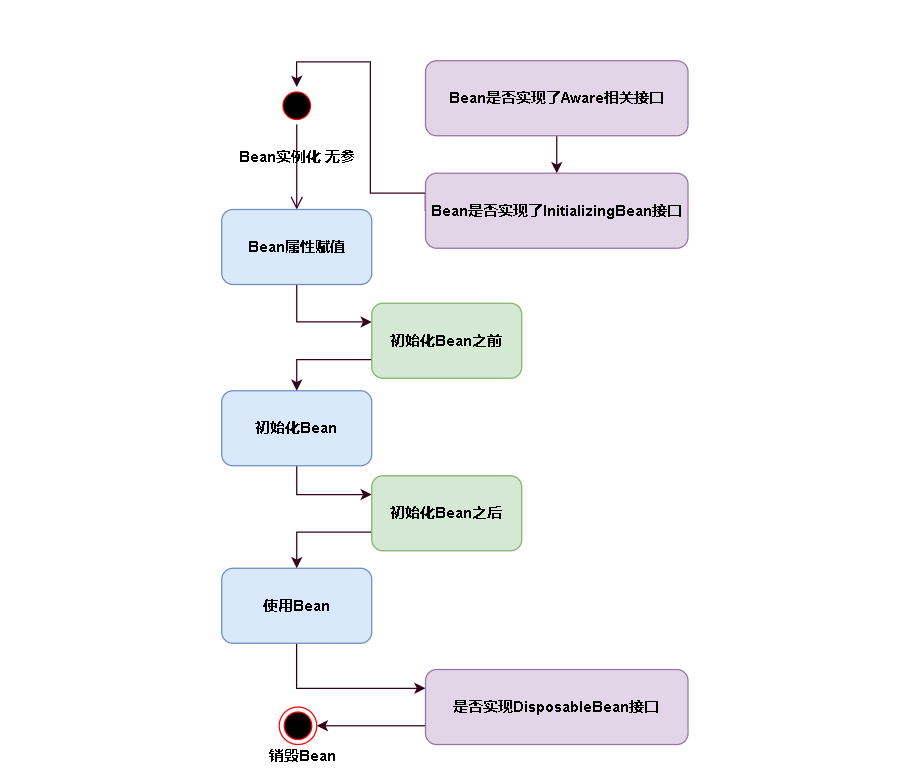 Bean是否实现了Aware相关接口
Bean实例化 无参
Bean是否实现了InitializingBean接口
Bean属性赋值
初始化Bean之前
初始化Bean
初始化Bean之后
使用Bean
是否实现DisposableBean接口
销毁Bean